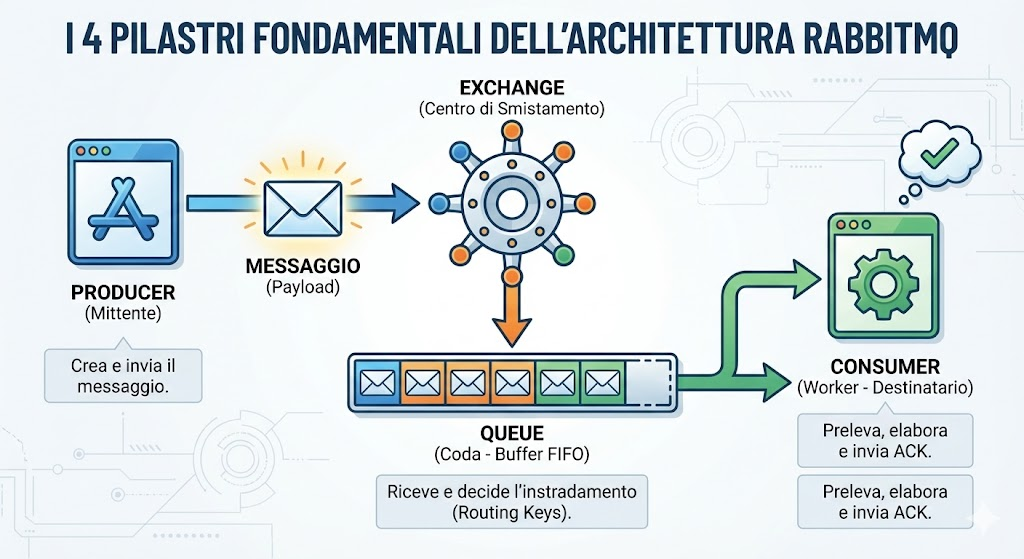 I 4 PILASTRI FONDAMENTALI DELL'ARCHITETTURA RABBITMQ
EXCHANGE
(Centro di Smistamento)
MESSAGGIO
(Payload)
PRODUCER
(Mittente)
Crea e invia il
messaggio.
QUEUE
(Coda - Buffer FIFO)
Riceve e decide l'instradamento
(Routing Keys).
CONSUMER
(Worker - Destinatario)
Preleva, elabora
e invia ACK.
Preleva, elabora
e invia ACK.